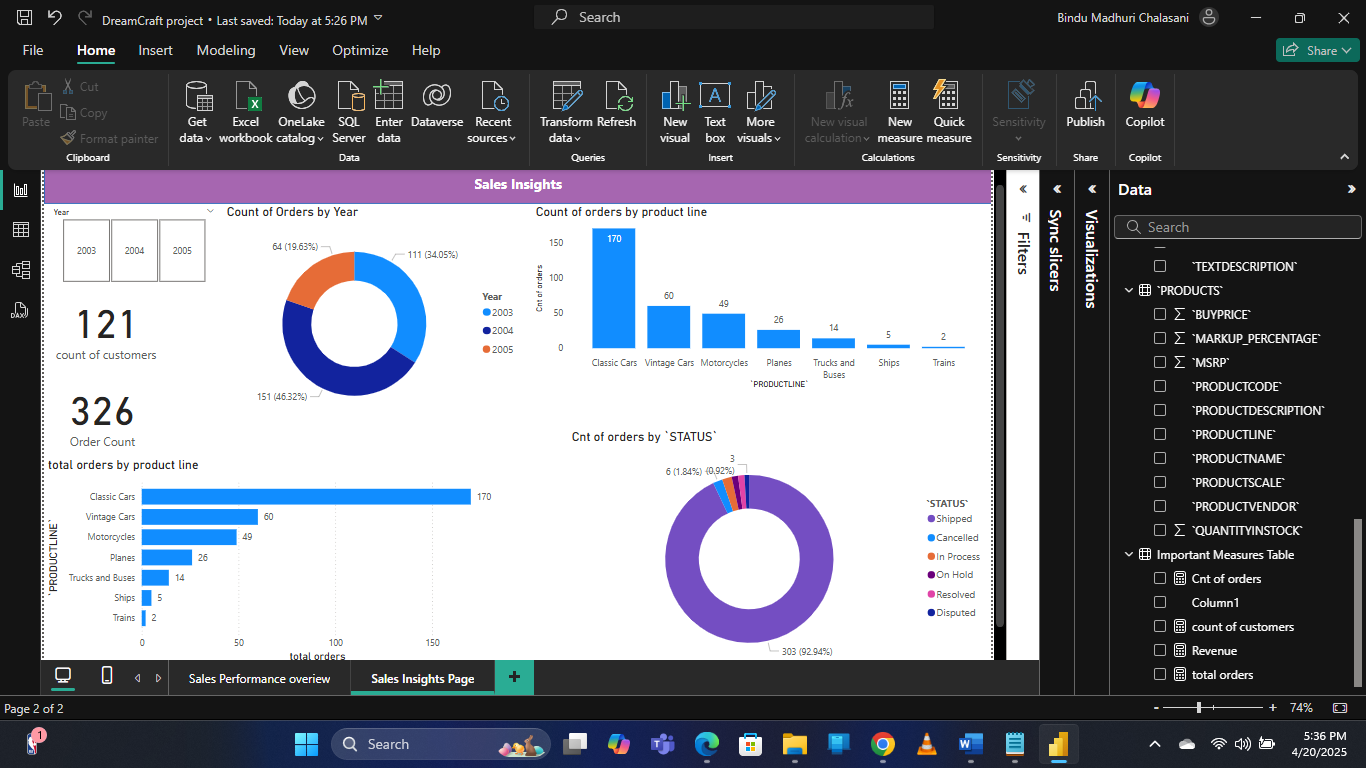 DreamCraft project • Last saved: Today at 5:26 PM
Search
Bindu Madhuri Chalasani
File Home Insert Modeling View Optimize Help
Share
Paste
Cut
Copy
Format painter
Clipboard
Get data
Excel workbook
OneLake catalog
SQL Server
Enter data
Dataverse
Recent sources
Data
Transform data
Refresh
Queries
New visual
A
Text box
More visuals
Insert
New visual calculation
New measure
Quick measure
Calculations
Sensitivity
Sensitivity
Publish
Share
Copilot
Copilot
DAX
Sales Insights
Year
2003 2004 2005
121
count of customers
326
Order Count
Count of Orders by Year
64 (19.63%)
111 (34.05%)
151 (46.32%)
Year
2003
2004
2005
Count of orders by product line
Cnt of orders
150
100
50
0
170 60 49 26 14 5 2
Classic Cars Vintage Cars Motorcycles Planes Trucks and Buses Ships Trains
`PRODUCTLINE`
total orders by product line
`PRODUCTLINE`
Classic Cars 170
Vintage Cars 60
Motorcycles 49
Planes 26
Trucks and Buses 14
Ships 5
Trains 2
0 50 100 150
total orders
Cnt of orders by `STATUS`
3
6 (1.84%) (0.92%)
303 (92.94%)
`STATUS`
Shipped
Cancelled
In Process
On Hold
Resolved
Disputed
Filters
Sync slicers
Visualizations
Data
Search
`TEXTDESCRIPTION`
`PRODUCTS`
`BUYPRICE`
`MARKUP_PERCENTAGE`
`MSRP`
`PRODUCTCODE`
`PRODUCTDESCRIPTION`
`PRODUCTLINE`
`PRODUCTNAME`
`PRODUCTSCALE`
`PRODUCTVENDOR`
`QUANTITYINSTOCK`
Important Measures Table
Cnt of orders
Column1
count of customers
Revenue
total orders
Sales Performance overiew
Sales Insights Page
+
Page 2 of 2
- + 74%
1
Search
5:36 PM
4/20/2025